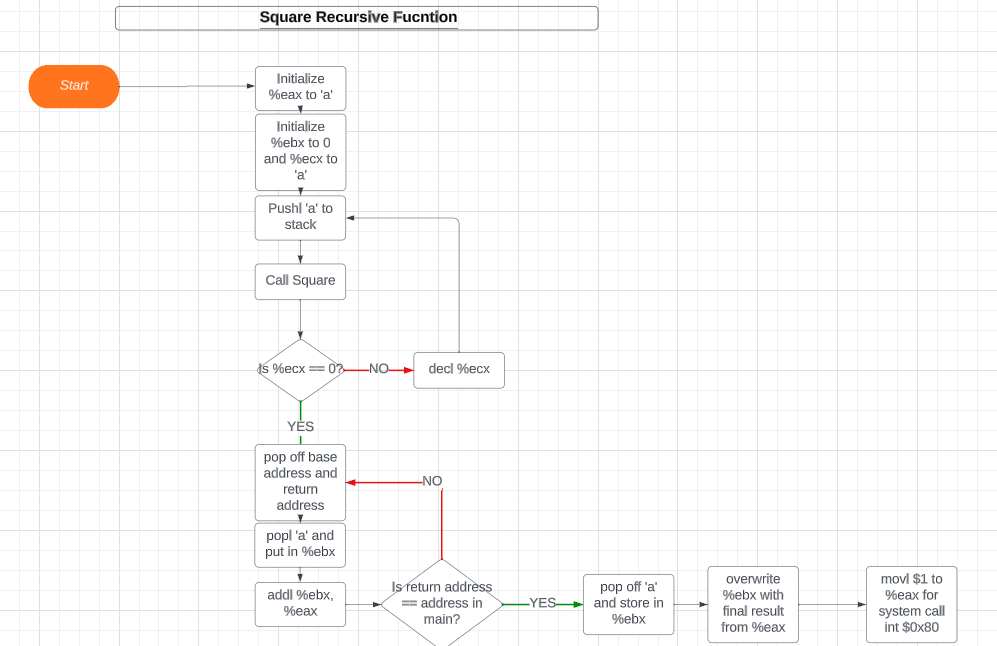 Square Recursive Fucntion
Start
Initialize
%eax to 'a'
Initialize
%ebx to 0
and %ecx to
'a'
Pushl 'a' to
stack
Call Square
Is %ecx == 0?
NO
decl %ecx
YES
pop off base
address and
return
address
NO
popl 'a' and
put in %ebx
addl %ebx,
%eax
Is return address
== address in
main?
YES
pop off 'a'
and store in
%ebx
overwrite
%ebx with
final result
from %eax
movl $1 to
%eax for
system call
int $0x80